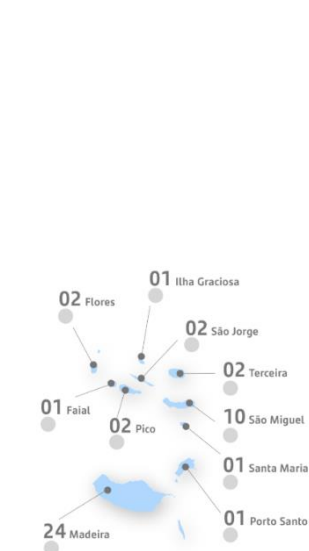 01 Ilha Graciosa
02 Flores
02 São Jorge
02 Terceira
01 Faial
02 Pico
10 São Miguel
01 Santa Maria
01 Porto Santo
24 Madeira